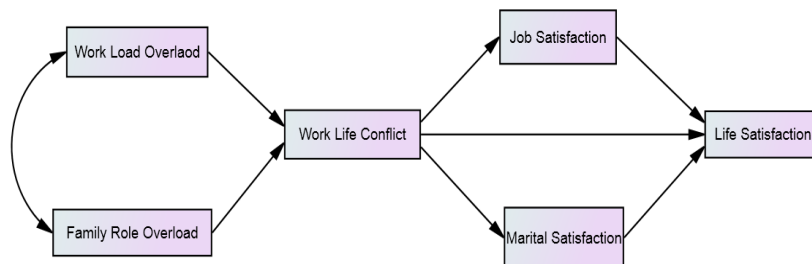 Work Load Overlaod
Job Satisfaction
Work Life Conflict
Life Satisfaction
Family Role Overload
Marital Satisfaction